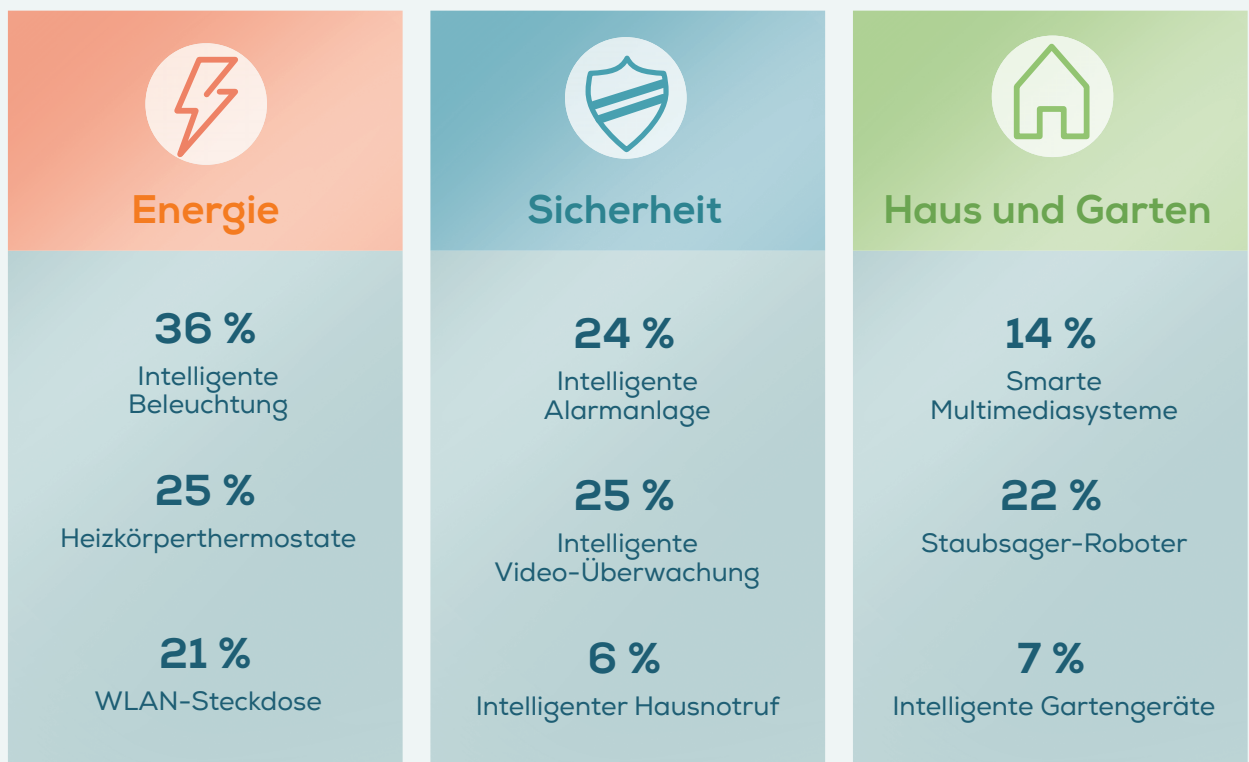 Energie
36 %
Intelligente
Beleuchtung
25 %
Heizkörperthermostate
21 %
WLAN-Steckdose
Sicherheit
24 %
Intelligente
Alarmanlage
25 %
Intelligente
Video-Überwachung
6 %
Intelligenter Hausnotruf
Haus und Garten
14 %
Smarte
Multimediasysteme
22 %
Staubsager-Roboter
7 %
Intelligente Gartengeräte